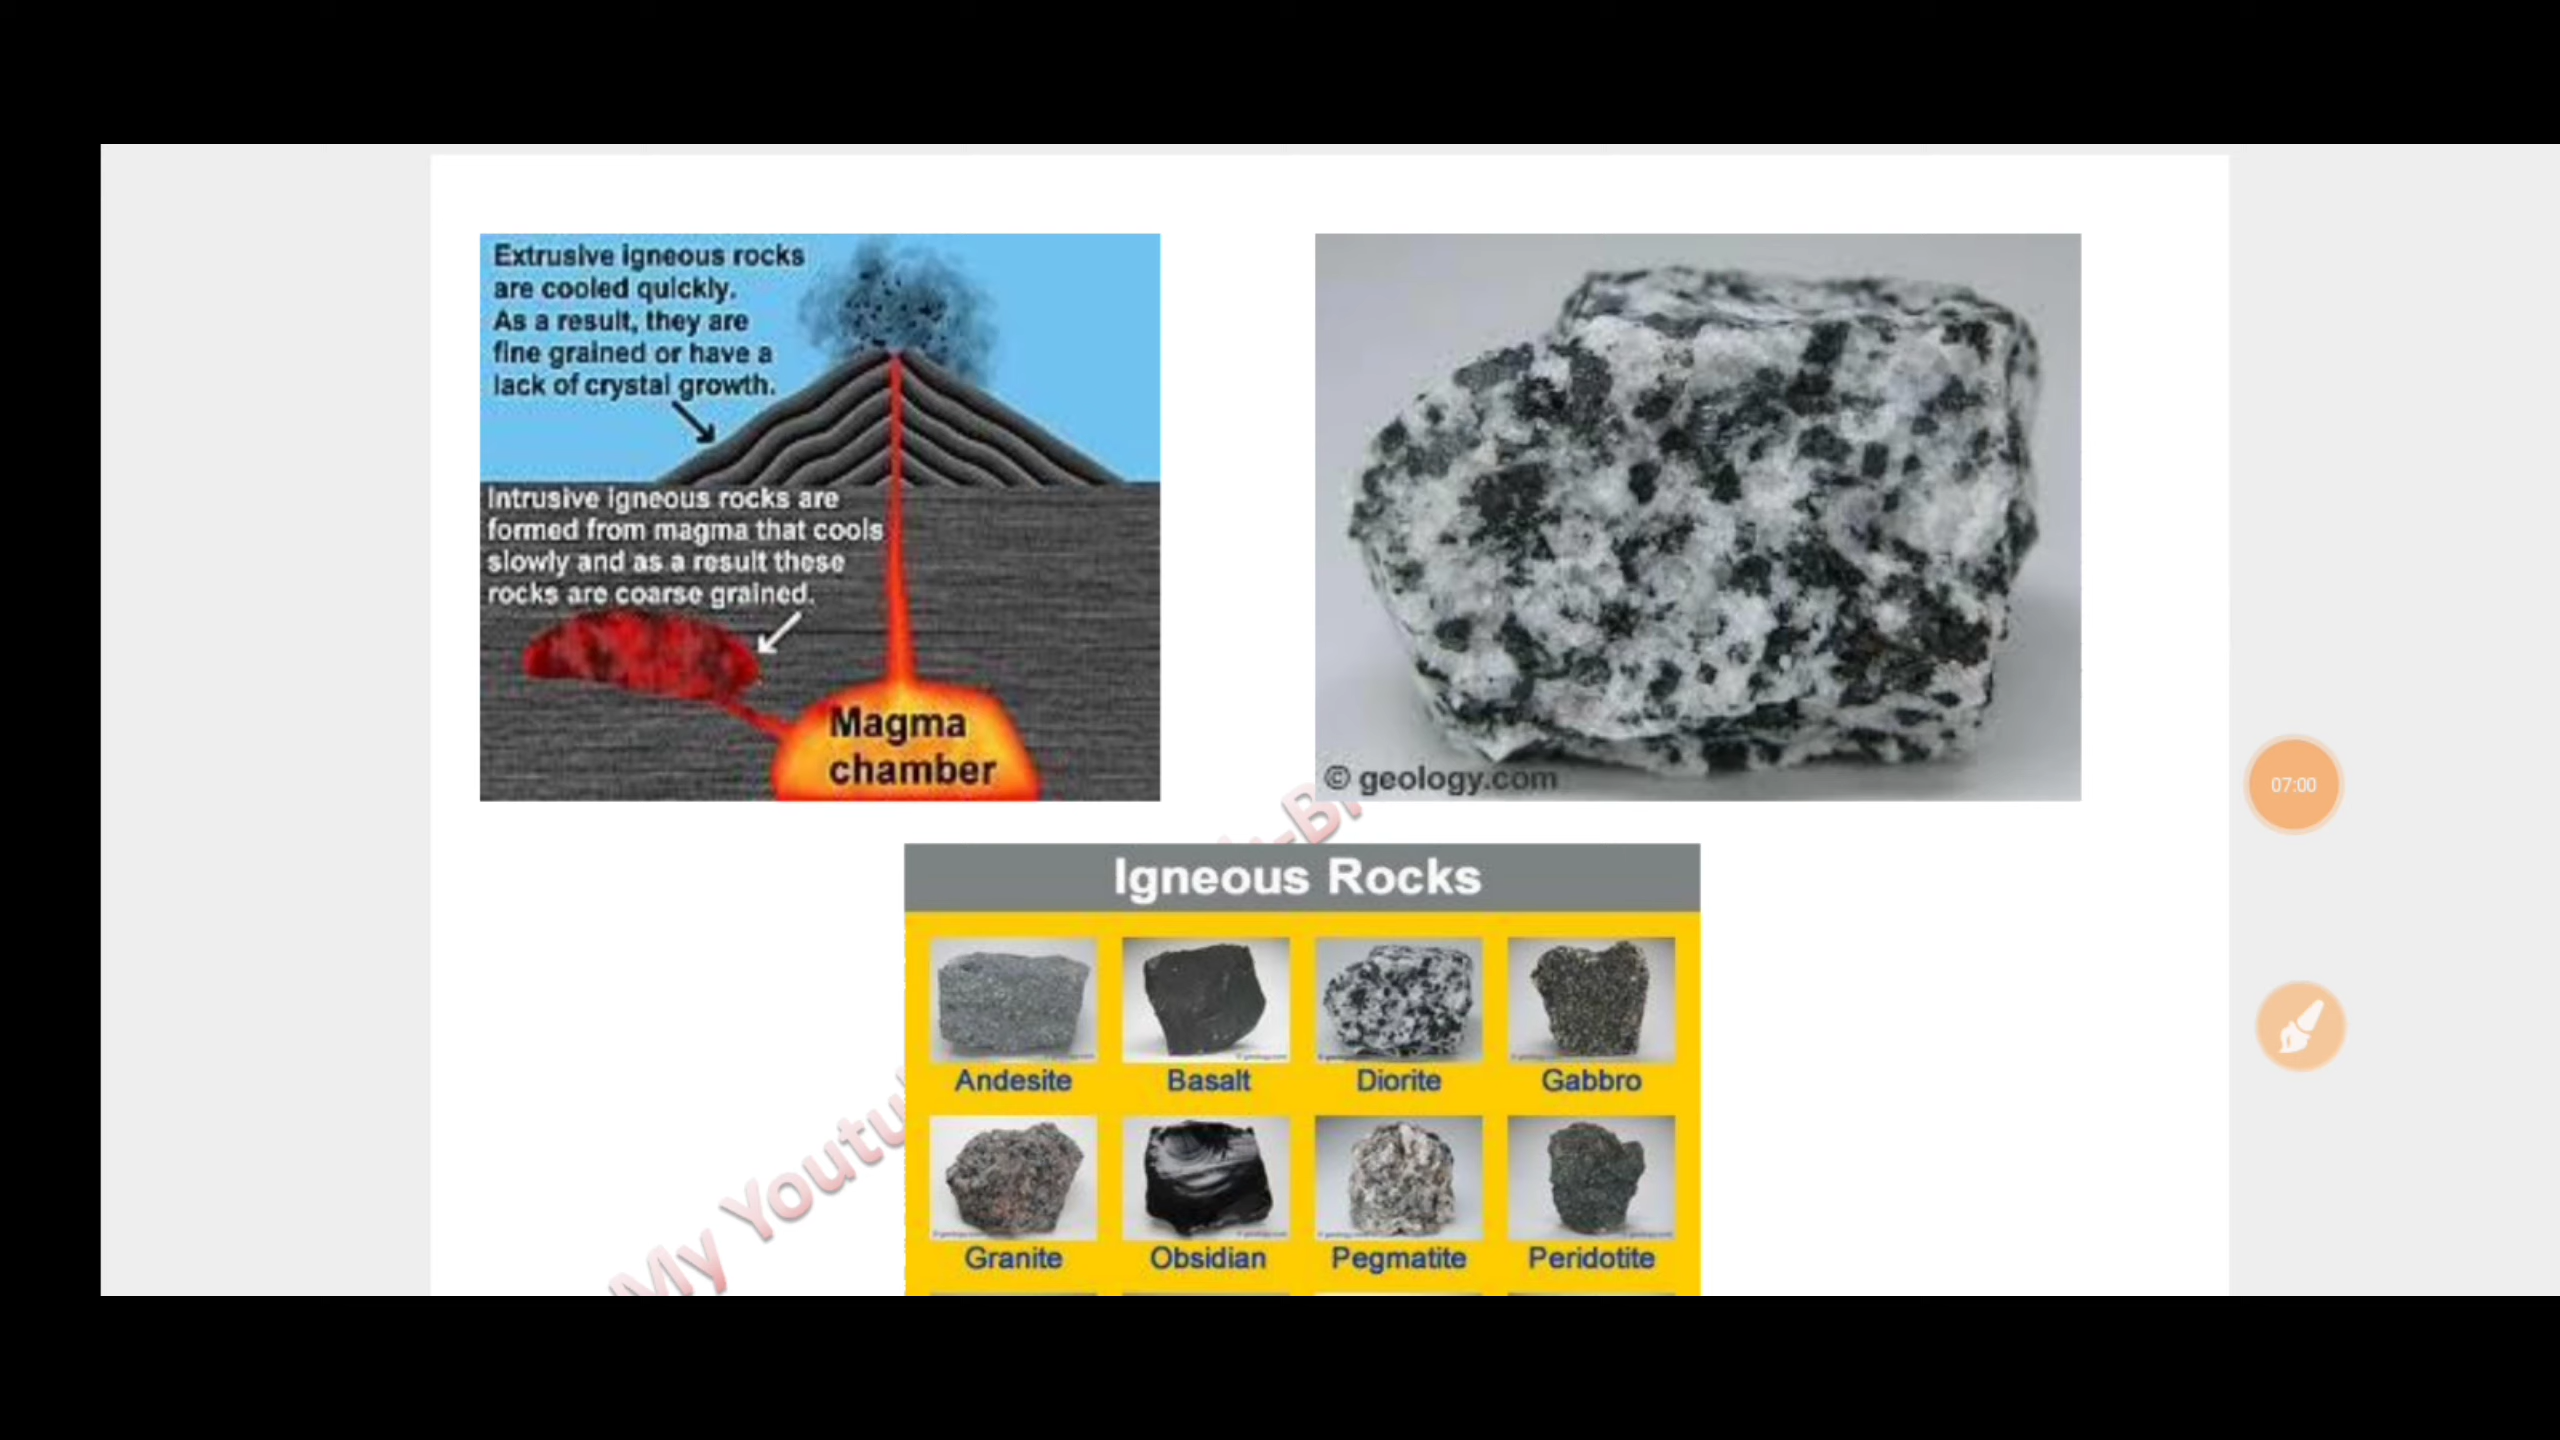 Extrusive igneous rocks
are cooled quickly.
As a result, they are
fine grained or have a
lack of crystal growth.
Intrusive igneous rocks are
formed from magma that cools
slowly and as a result these
rocks are coarse grained.
Magma
chamber
© geology.com
07:00
Igneous Rocks
Andesite Basalt Diorite Gabbro
Granite Obsidian Pegmatite Peridotite
My